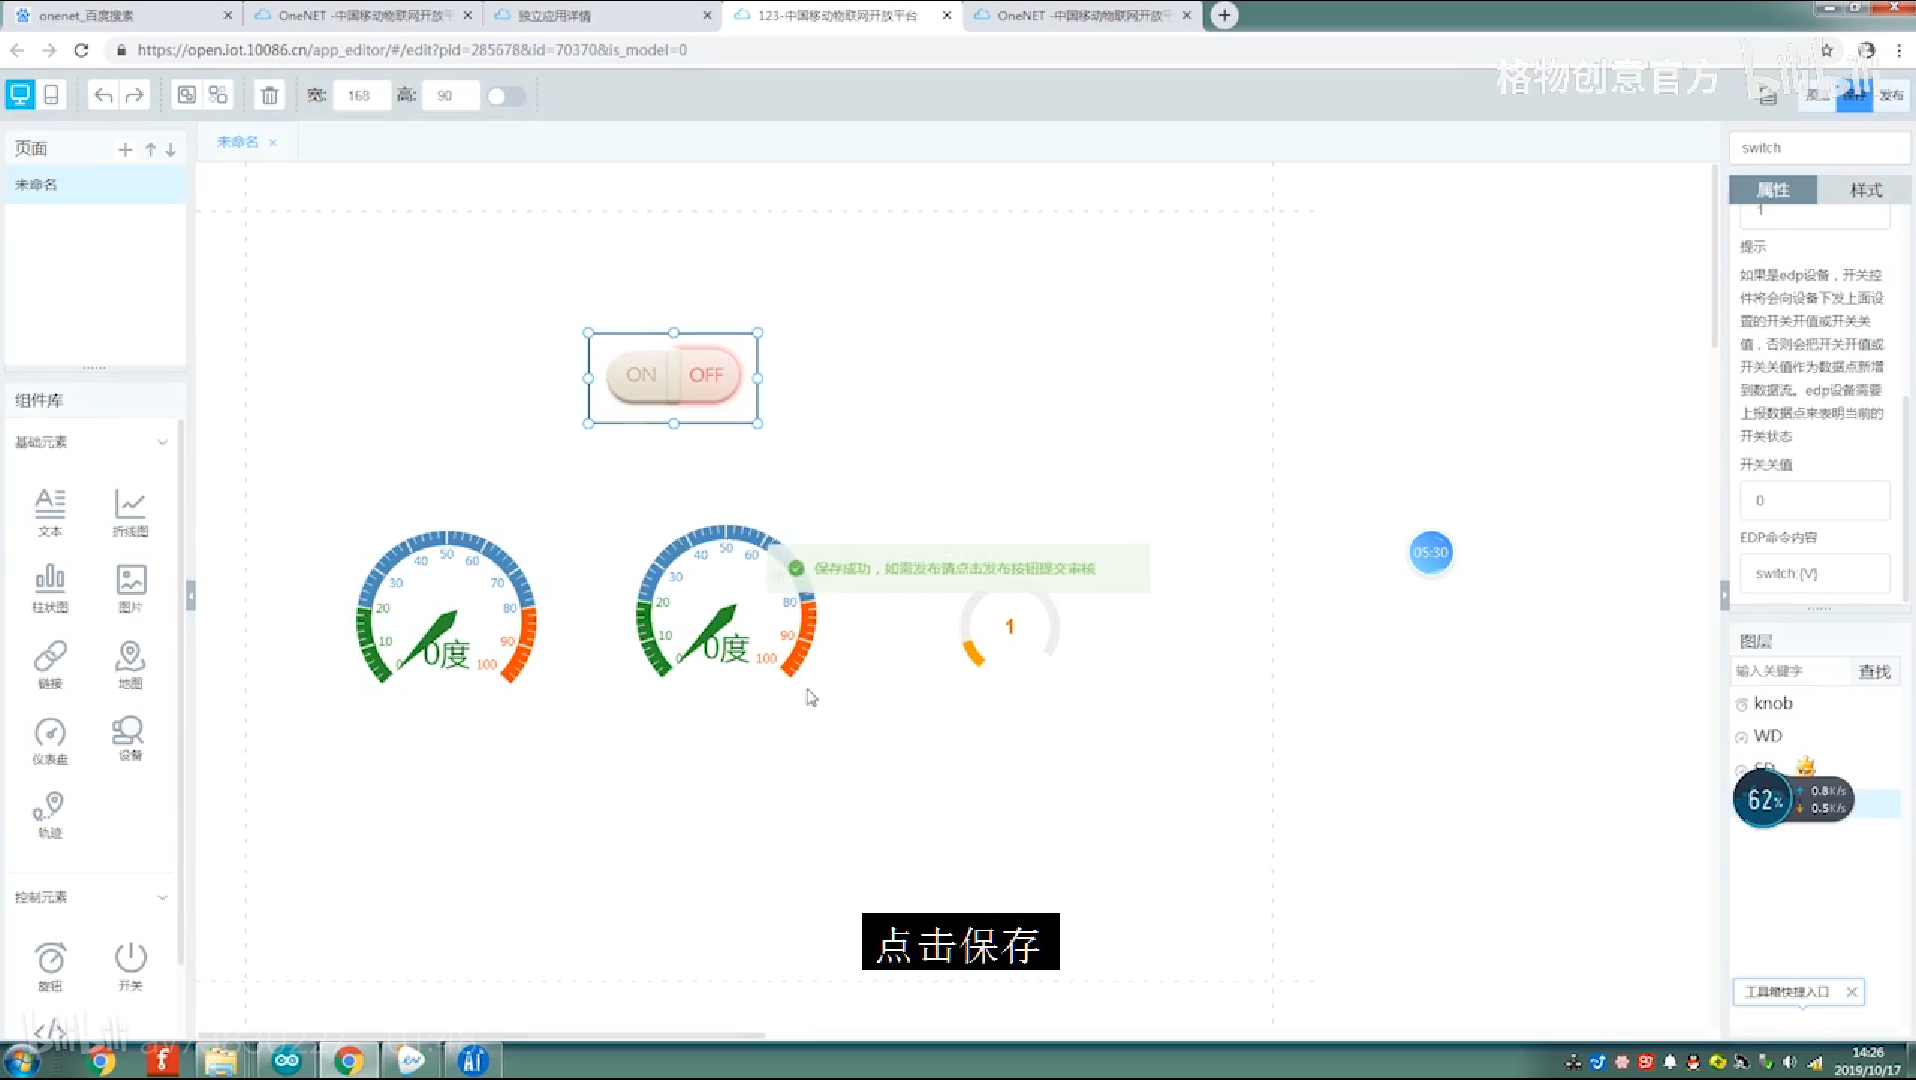 onenet_百度搜索
OneNET -中国移动物联网开放平
独立应用详情
123-中国移动物联网开放平台
OneNET -中国移动物联网开放平
https://open.iot.10086.cn/app_editor/#/edit?pid=285678&id=70370&is_model=0
格物创意官方
bilibili
宽: 168 高: 90
预览 保存 发布
页面
未命名
未命名
switch
属性 样式
1
提示
如果是edp设备，开关控
件将会向设备下发上面设
置的开关开值或开关关
值，否则会把开关开值或
开关关值作为数据点新增
到数据流。edp设备需要
上报数据点来表明当前的
开关状态
开关关值
0
EDP命令内容
switch:{V}
ON OFF
组件库
基础元素
文本 折线图
柱状图 图片
链接 地图
仪表盘 设备
轨迹
控制元素
旋钮 开关
0 10 20 30 40 50 60 70 80 90 100
0度
0 10 20 30 40 50 60 80 90 100
0度
保存成功，如需发布请点击发布按钮提交审核
1
05:30
图层
输入关键字 查找
knob
WD
SD
62%
0.8K/s
0.5K/s
工具箱快捷入口
点击保存
bilibili
14:26
2019/10/17